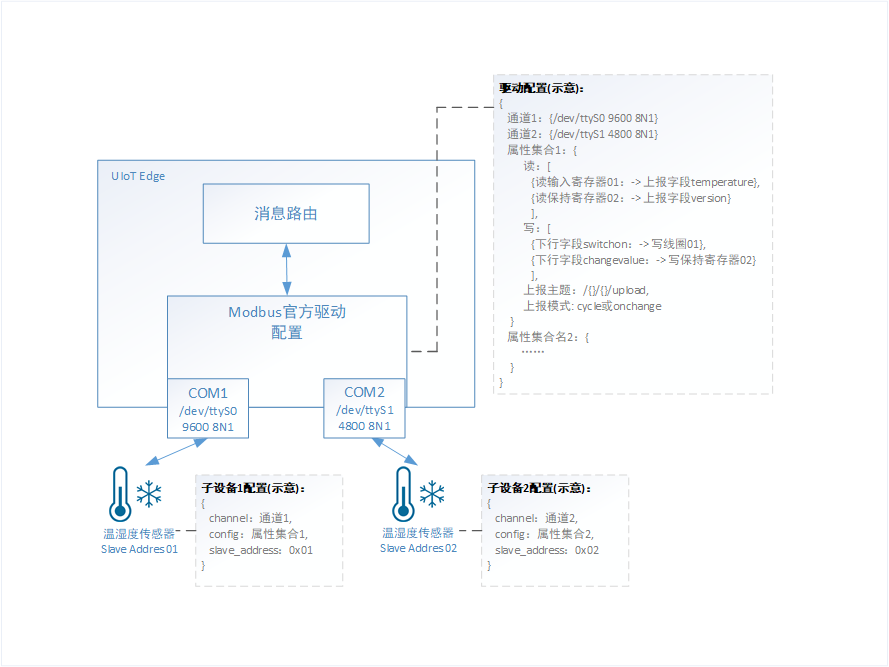 驱动配置(示意):
{
通道1：{/dev/ttyS0 9600 8N1}
通道2：{/dev/ttyS1 4800 8N1}
属性集合1：{
读：[
{读输入寄存器01：-> 上报字段temperature},
{读保持寄存器02：-> 上报字段version}
],
写：[
{下行字段switchon：-> 写线圈01},
{下行字段changevalue：-> 写保持寄存器02}
],
上报主题：/{}/{}/upload,
上报模式: cycle或onchange
}
属性集合名2：{
......
}
}
UIoT Edge
消息路由
Modbus官方驱动
配置
COM1
/dev/ttyS0
9600 8N1
COM2
/dev/ttyS1
4800 8N1
温湿度传感器
Slave Addres 01
子设备1配置(示意)：
{
channel：通道1,
config：属性集合1,
slave_address：0x01
}
温湿度传感器
Slave Addres 02
子设备2配置(示意)：
{
channel：通道2,
config：属性集合2,
slave_address：0x02
}